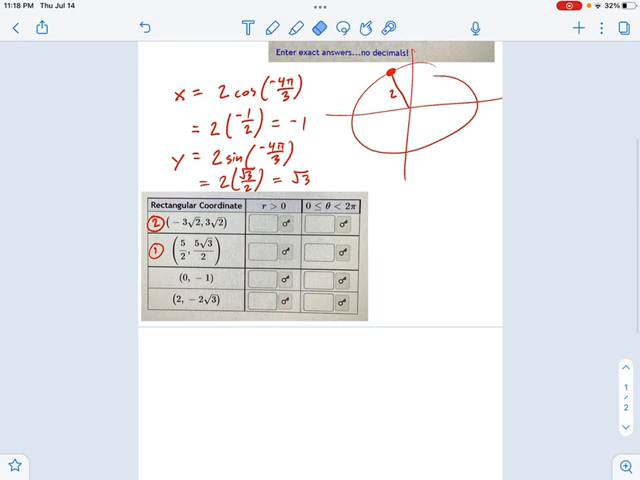 11:18 PM Thu Jul 14
32%
Enter exact answers...no decimals!
x = 2 cos(-4π/3)
= 2(-1/2) = -1
y = 2 sin(-4π/3)
= 2(√3/2) = √3
2
Rectangular Coordinate r > 0 0 ≤ θ < 2π
② (−3√2, 3√2)
① (5/2, 5√3/2)
(0, −1)
(2, −2√3)
1
/
2